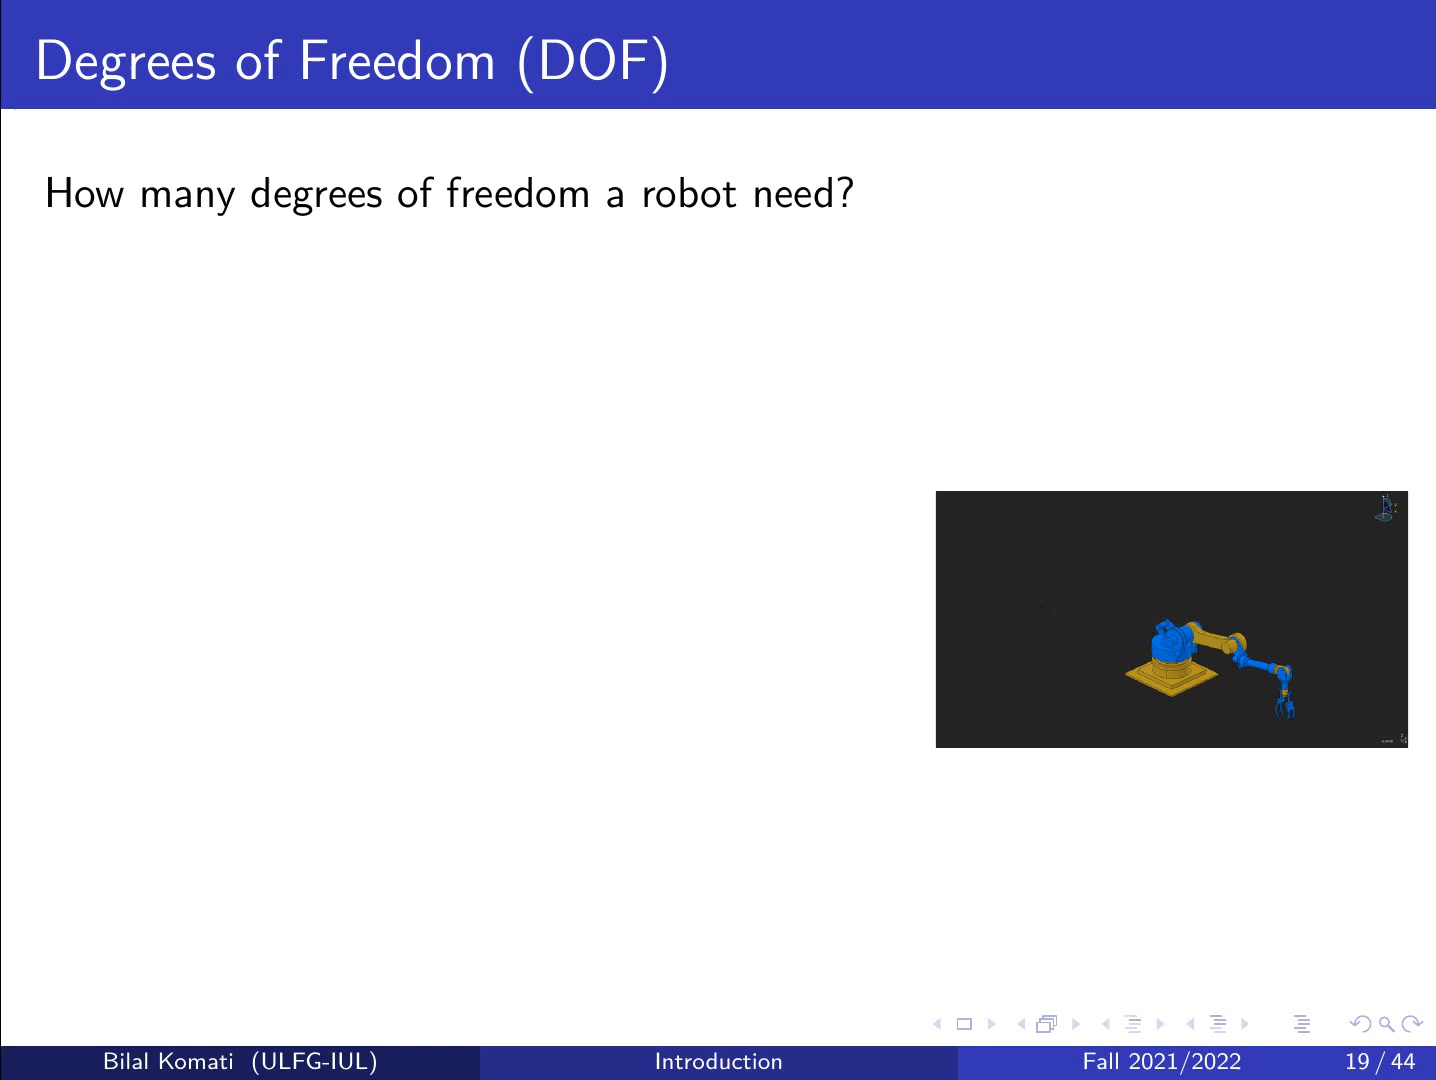 Degrees of Freedom (DOF)
How many degrees of freedom a robot need?
Bilal Komati (ULFG-IUL) Introduction Fall 2021/2022 19 / 44